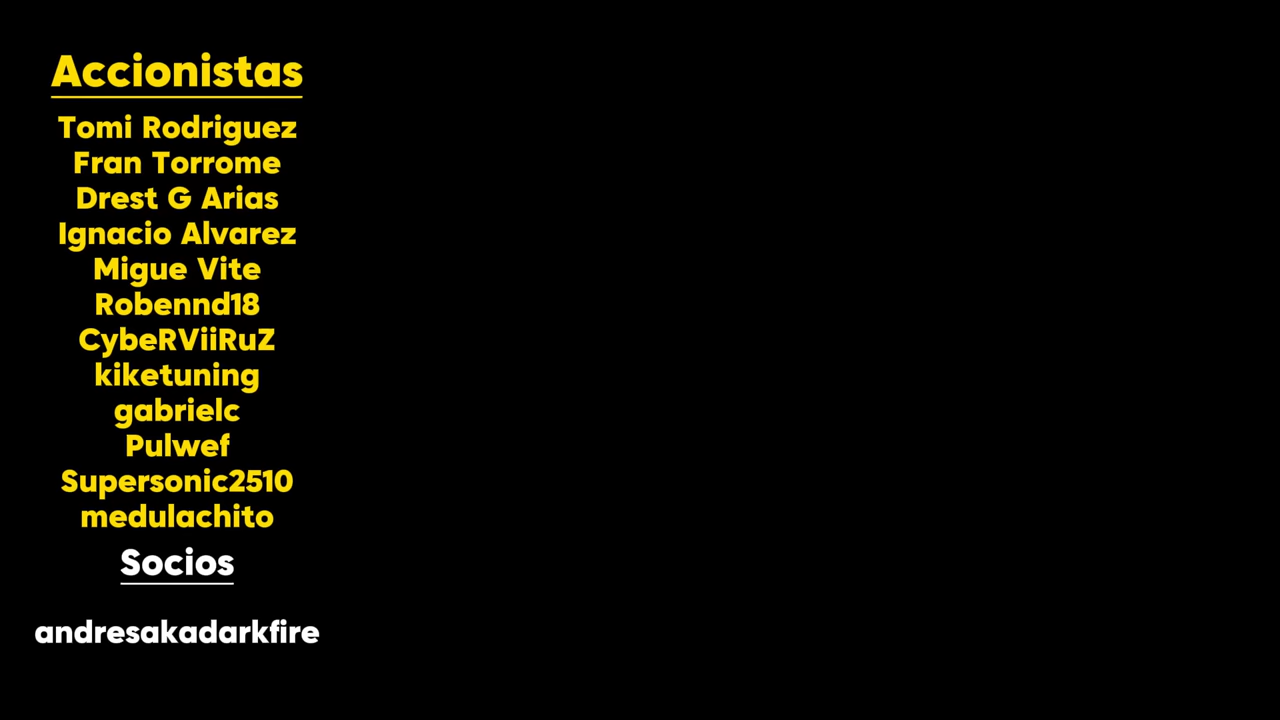 Accionistas
Tomi Rodriguez
Fran Torrome
Drest G Arias
Ignacio Alvarez
Migue Vite
Robennd18
CybeRViiRuZ
kiketuning
gabrielc
Pulwef
Supersonic2510
medulachito
Socios
andresakadarkfire